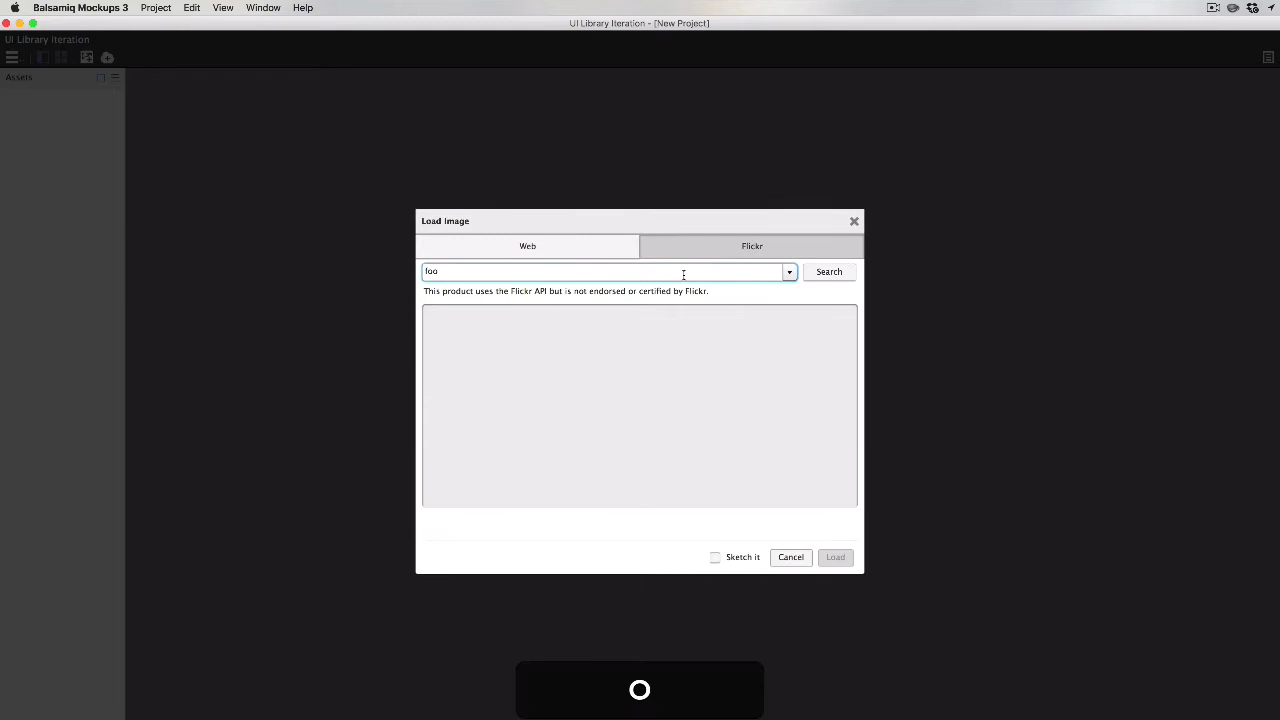 Balsamiq Mockups 3 Project Edit View Window Help
UI Library Iteration - [New Project]
UI Library Iteration
Assets
Load Image
Web Flickr
foo Search
This product uses the Flickr API but is not endorsed or certified by Flickr.
Sketch it Cancel Load
O